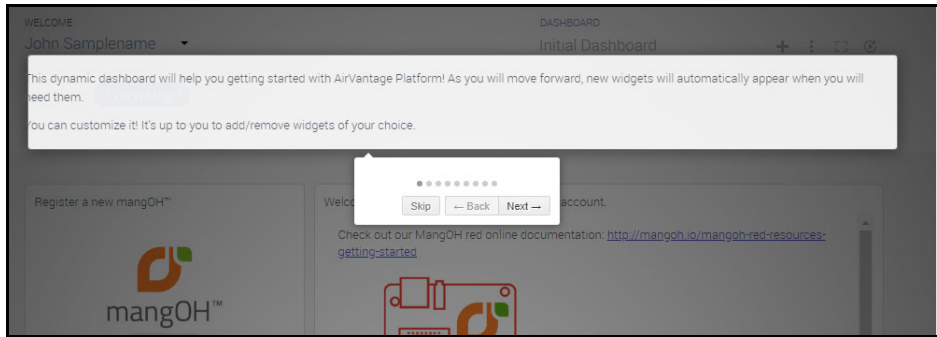 WELCOME
DASHBOARD
John Samplename
Initial Dashboard
This dynamic dashboard will help you getting started with AirVantage Platform! As you will move forward, new widgets will automatically appear when you will
need them.
You can customize it! It's up to you to add/remove widgets of your choice.
Skip
← Back
Next →
Register a new mangOH™
account.
Check out our MangOH red online documentation: http://mangoh.io/mangoh-red-resources-
getting-started
mangOH™